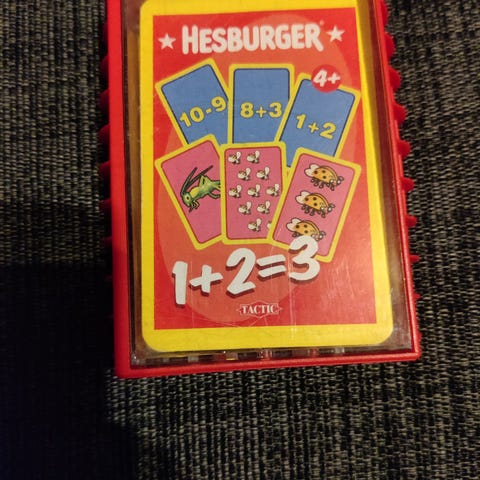 HESBURGER
4+
10-9
8+3
1+2
1+2=3
TACTIC